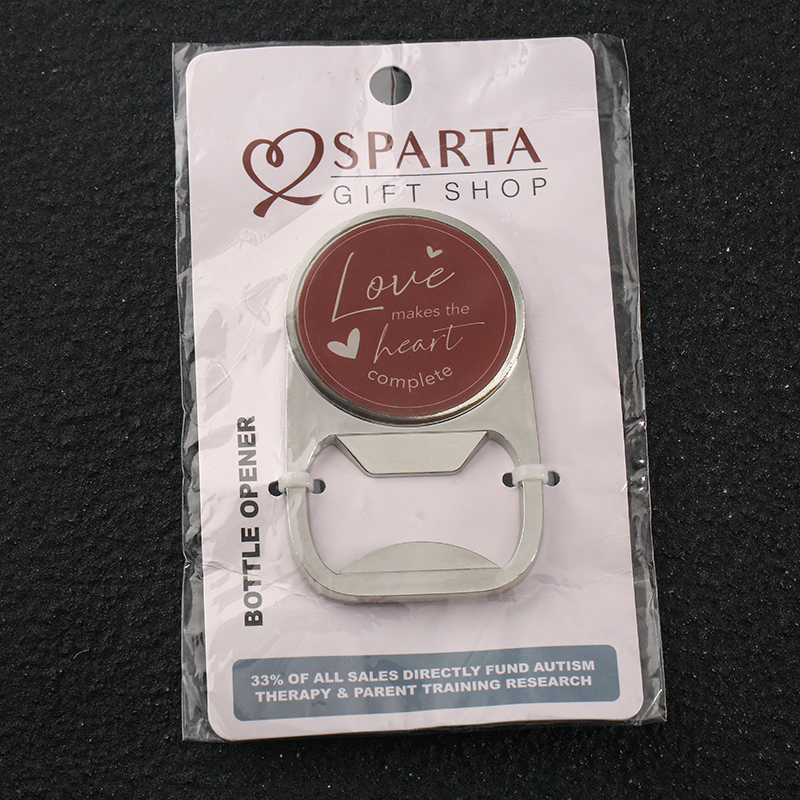 SPARTA
GIFT SHOP
Love
makes the
heart
complete
BOTTLE OPENER
33% OF ALL SALES DIRECTLY FUND AUTISM
THERAPY & PARENT TRAINING RESEARCH